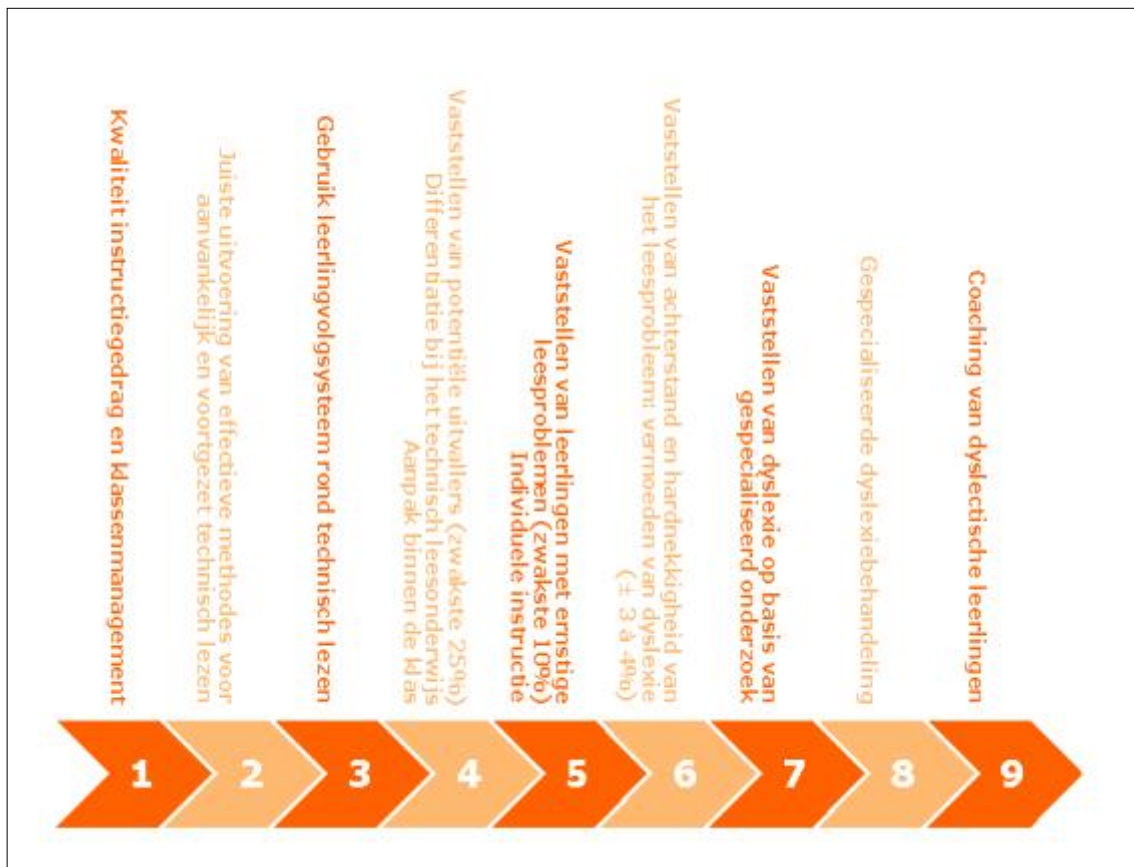 Kwaliteit instructiegedrag en klassenmanagement
Juiste uitvoering van effectieve methodes voor
aanvankelijk en voortgezet technisch lezen
Gebruik leerlingvolgsysteem rond technisch lezen
Vaststellen van potentiële uitvallers (zwakste 25%)
Differentiatie bij het technisch leesonderwijs
Aanpak binnen de klas
Vaststellen van leerlingen met ernstige
leesproblemen (zwakste 10%)
Individuele instructie
Vaststellen van achterstand en hardnekkigheid van
het leesprobleem: vermoeden van dyslexie
(± 3 à 4%)
Vaststellen van dyslexie op basis van
gespecialiseerd onderzoek
Gespecialiseerde dyslexiebehandeling
Coaching van dyslectische leerlingen
1 2 3 4 5 6 7 8 9